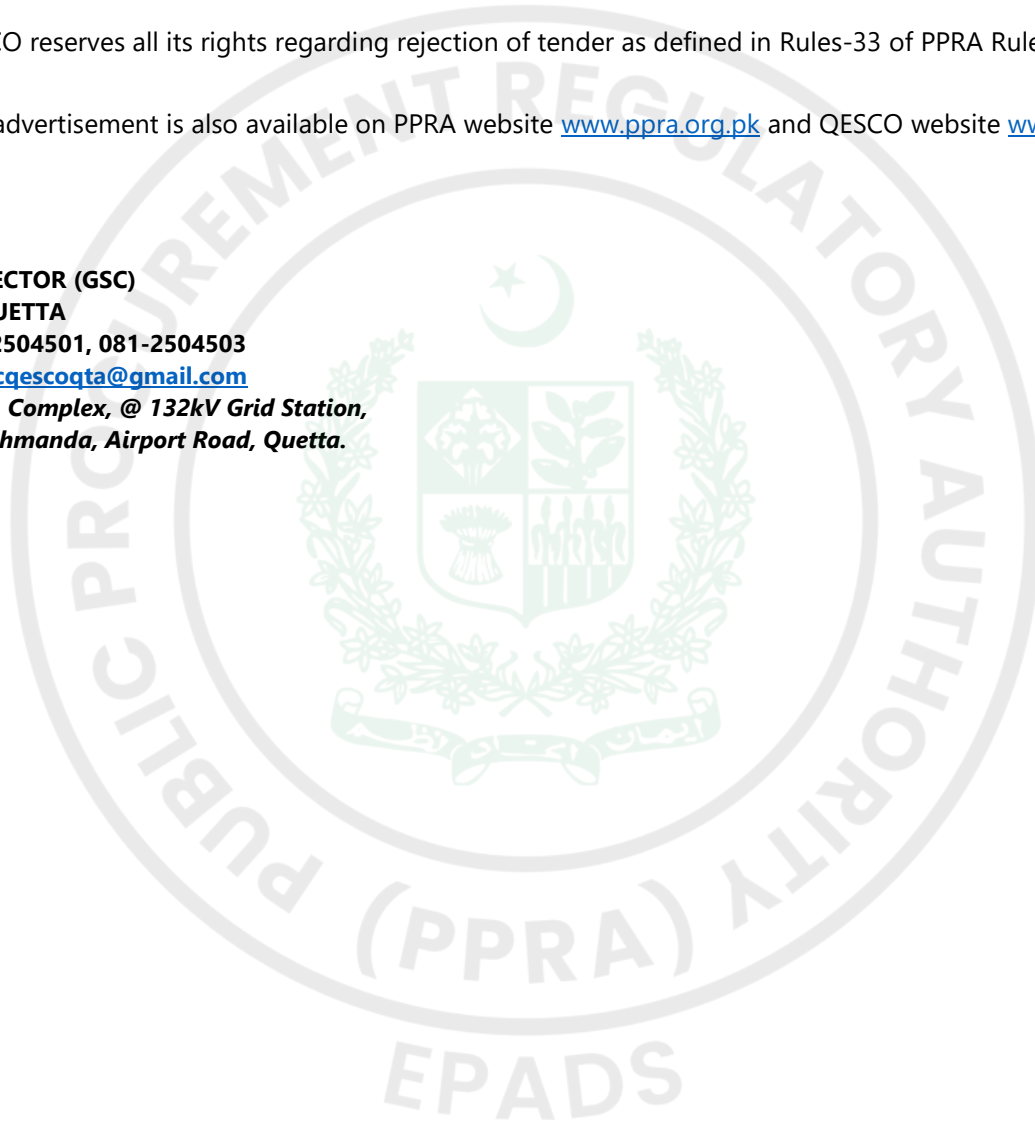 CO reserves all its rights regarding rejection of tender as defined in Rules-33 of PPRA Rule
advertisement is also available on PPRA website www.ppra.org.pk and QESCO website ww
ECTOR (GSC)
UETTA
2504501, 081-2504503
cqescoqta@gmail.com
Complex, @ 132kV Grid Station,
hmanda, Airport Road, Quetta.
PUBLIC PROCUREMENT REGULATORY AUTHORITY
(PPRA)
EPADS